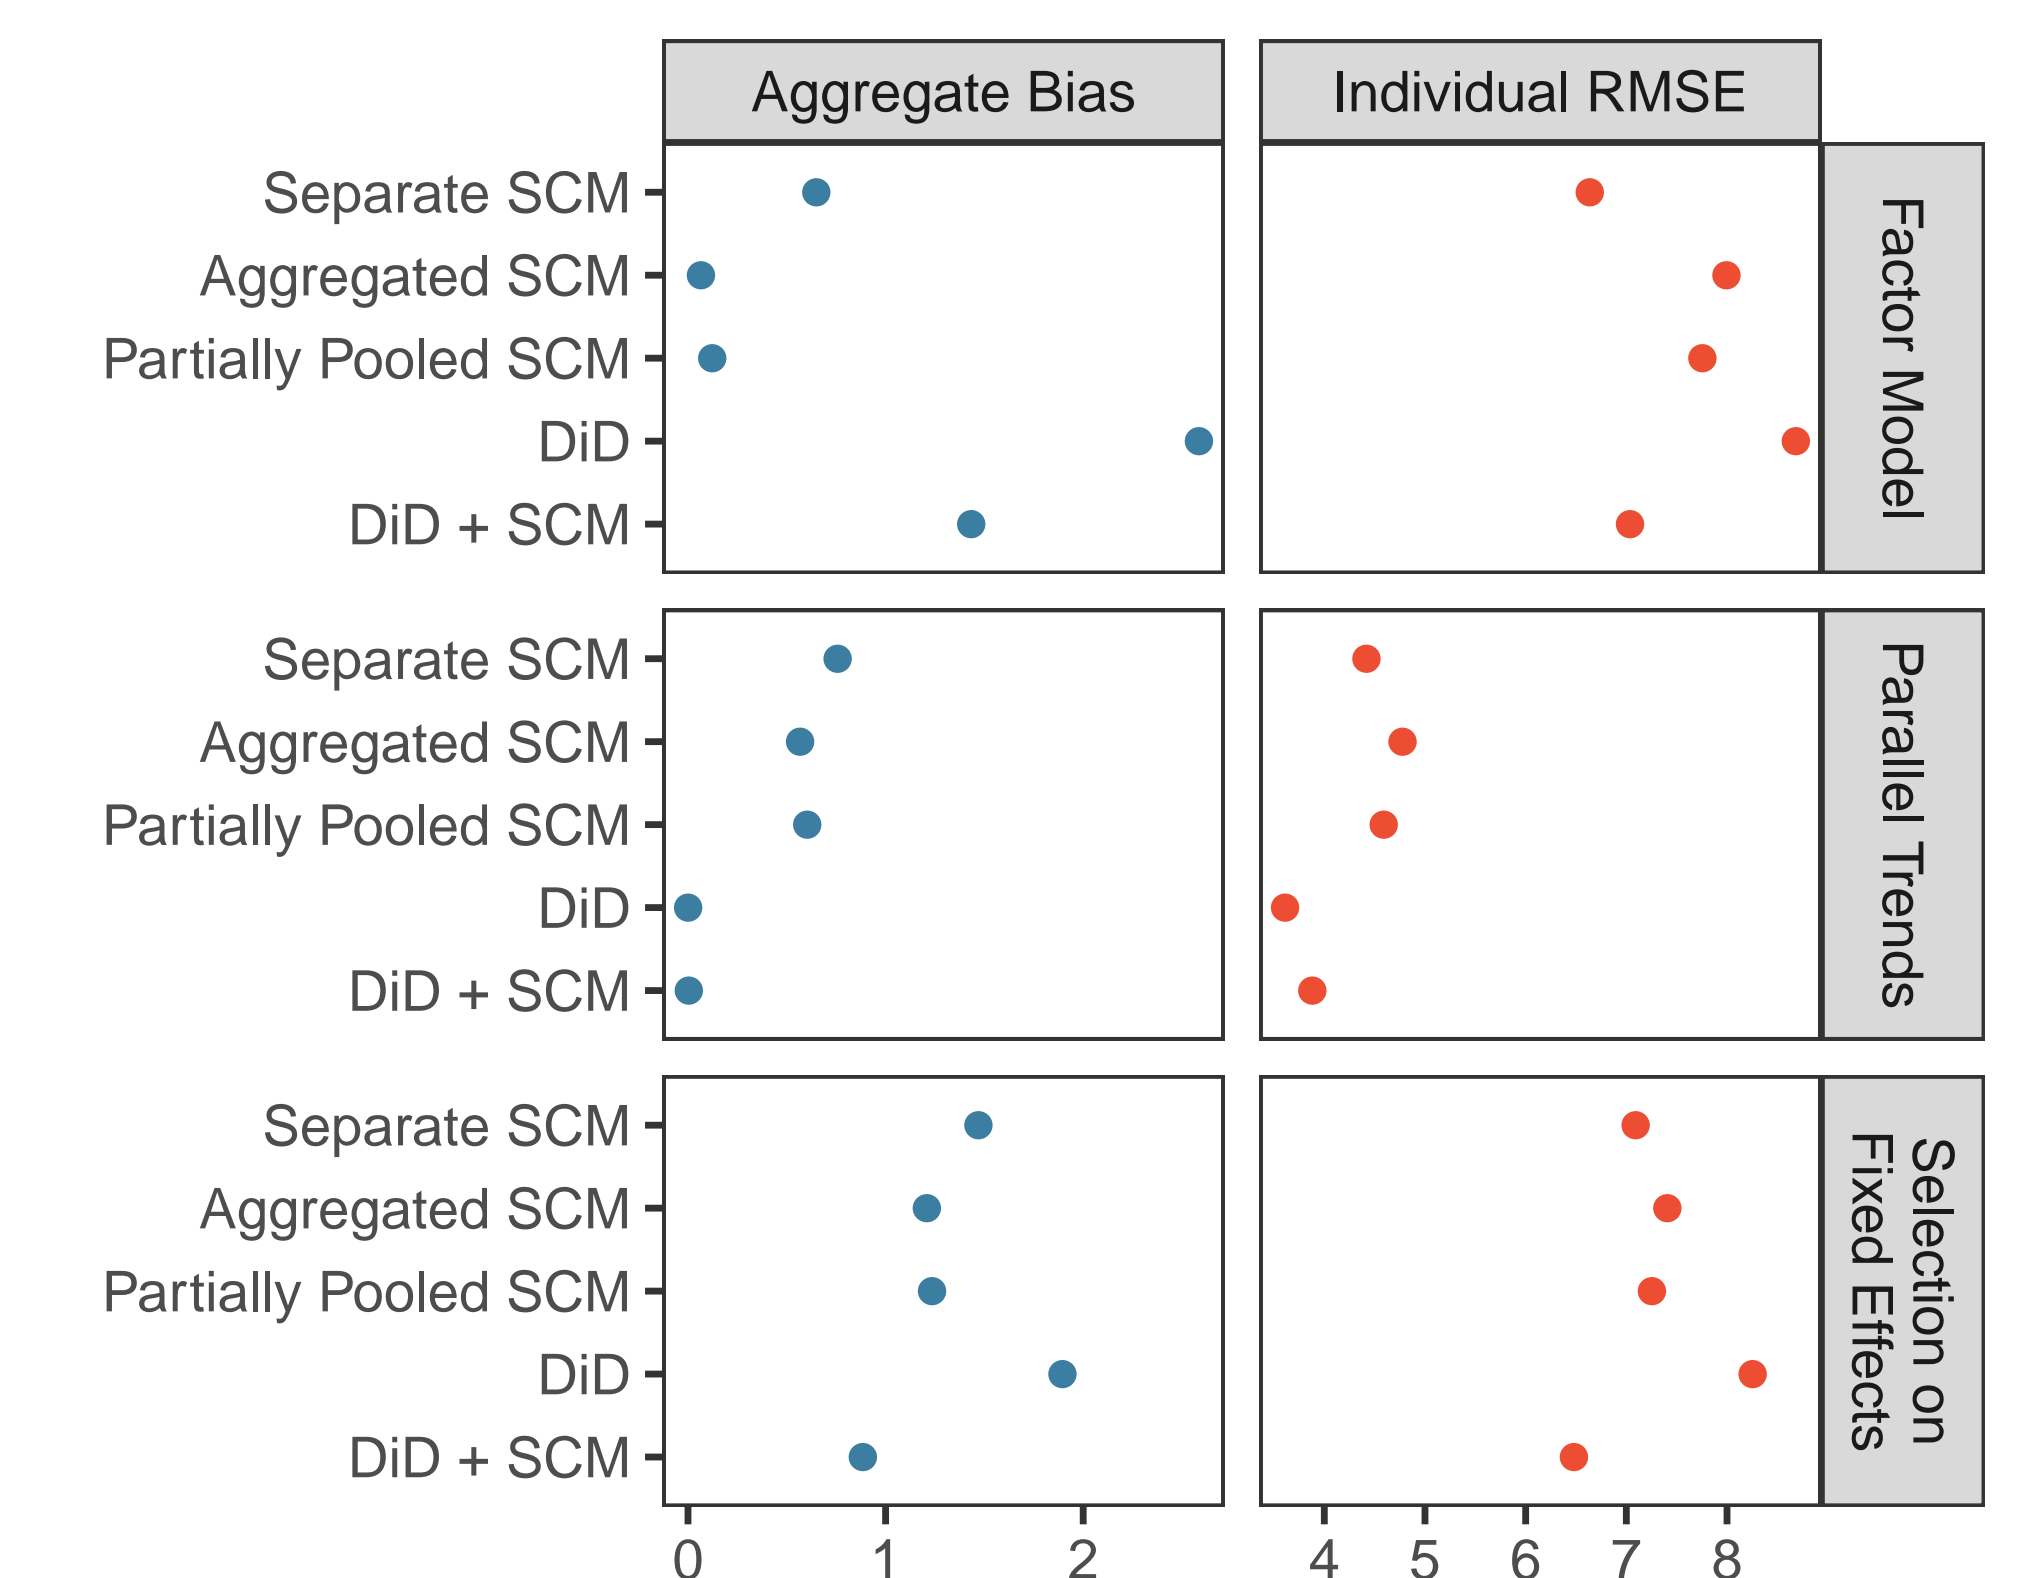 Aggregate Bias
Individual RMSE
Separate SCM
Aggregated SCM
Partially Pooled SCM
DiD
DiD + SCM
Factor Model
Separate SCM
Aggregated SCM
Partially Pooled SCM
DiD
DiD + SCM
Parallel Trends
Separate SCM
Aggregated SCM
Partially Pooled SCM
DiD
DiD + SCM
Selection on
Fixed Effects
0 1 2
4 5 6 7 8